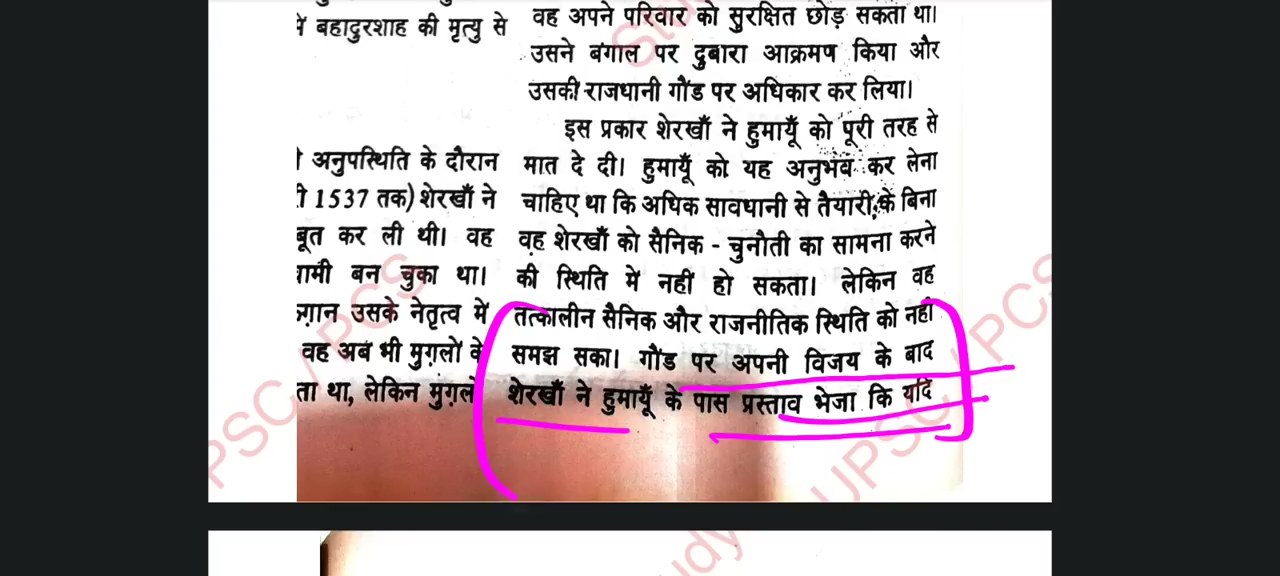 में बहादुरशाह की मृत्यु से
अनुपस्थिति के दौरान
1537 तक) शेरखाँ ने
बूत कर ली थी। वह
गामी बन चुका था।
उसके नेतृत्व में
वह अब भी मुग़लों के
ता था, लेकिन मुग़ल
वह अपने परिवार को सुरक्षित छोड़ सकता था।
उसने बंगाल पर दुबारा आक्रमण किया और
उसकी राजधानी गौड पर अधिकार कर लिया।
इस प्रकार शेरखाँ ने हुमायूँ को पूरी तरह से
मात दे दी। हुमायूँ को यह अनुभव कर लेना
चाहिए था कि अधिक सावधानी से तैयारी के बिना
वह शेरखाँ को सैनिक - चुनौती का सामना करने
की स्थिति में नहीं हो सकता। लेकिन वह
तत्कालीन सैनिक और राजनीतिक स्थिति को नहीं
समझ सका। गौंड पर अपनी विजय के बाद
शेरखाँ ने हुमायूँ के पास प्रस्ताव भेजा कि यदि
UPSC / PCS